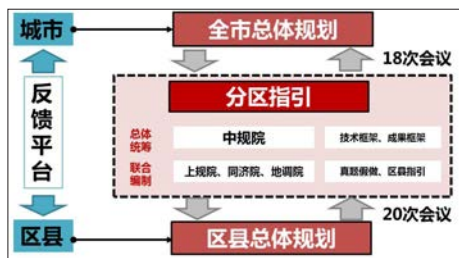 城市
全市总体规划
18次会议
反馈平台
分区指引
总体统筹
中规院
技术框架、成果框架
联合编制
上规院、同济院、地调院
真题假做、区县指引
20次会议
区县
区县总体规划